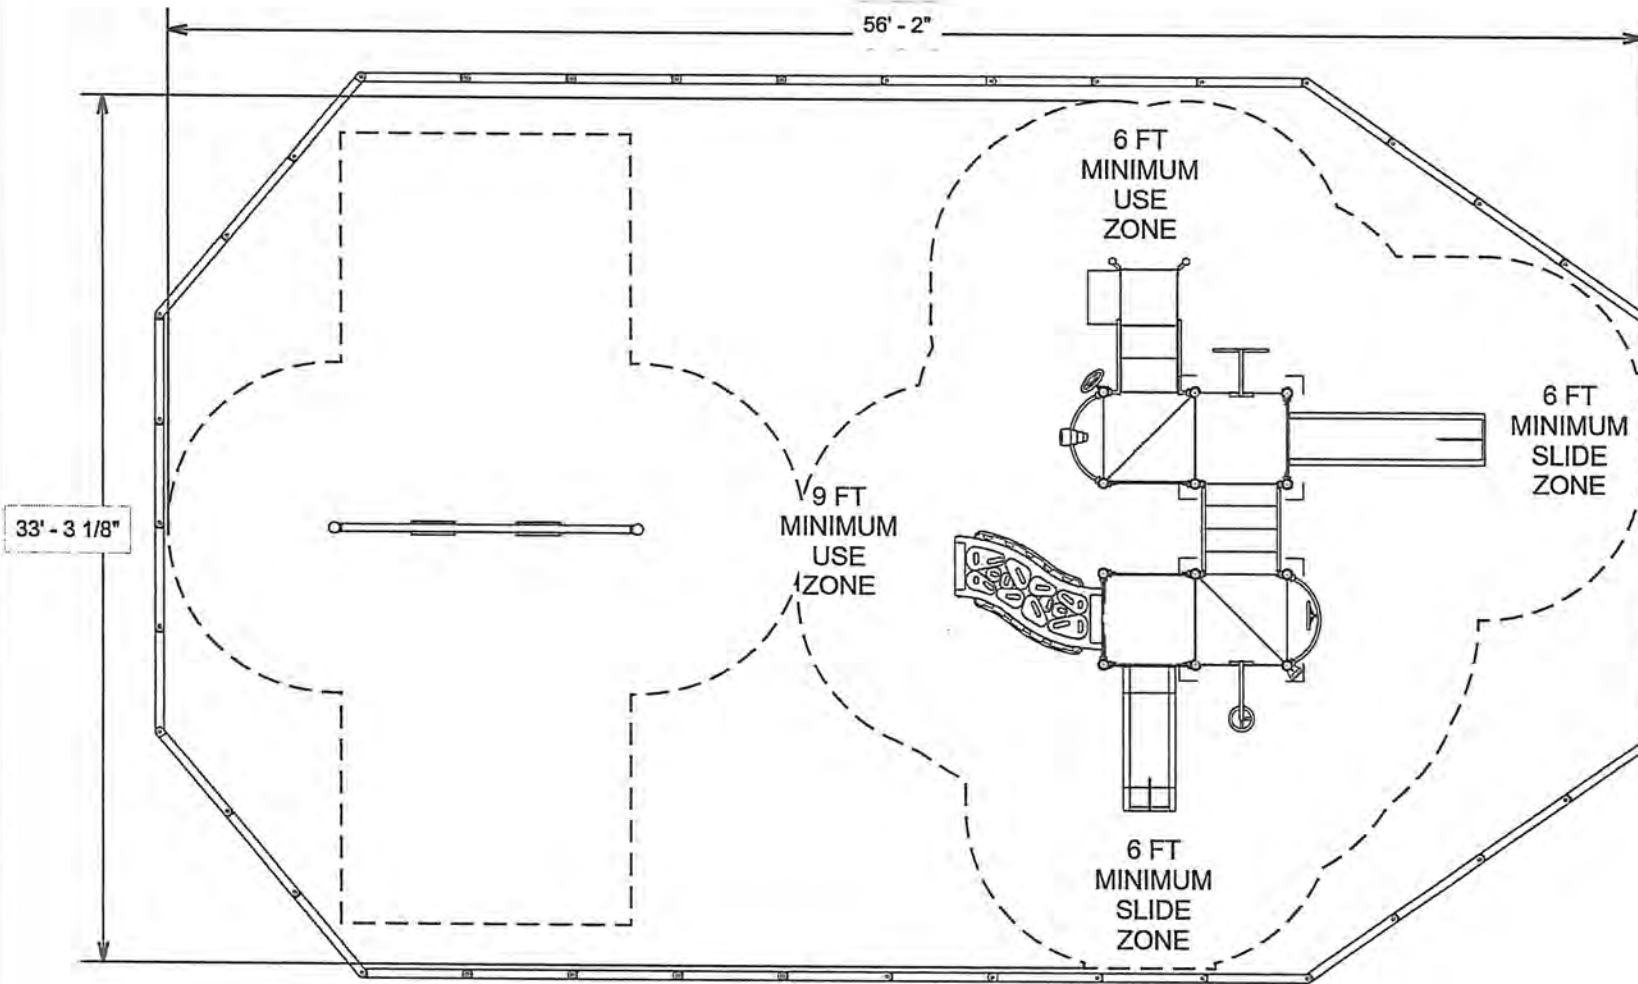 56' - 2"
6 FT
MINIMUM
USE
ZONE
6 FT
MINIMUM
SLIDE
ZONE
9 FT
MINIMUM
USE
ZONE
33' - 3 1/8"
6 FT
MINIMUM
SLIDE
ZONE